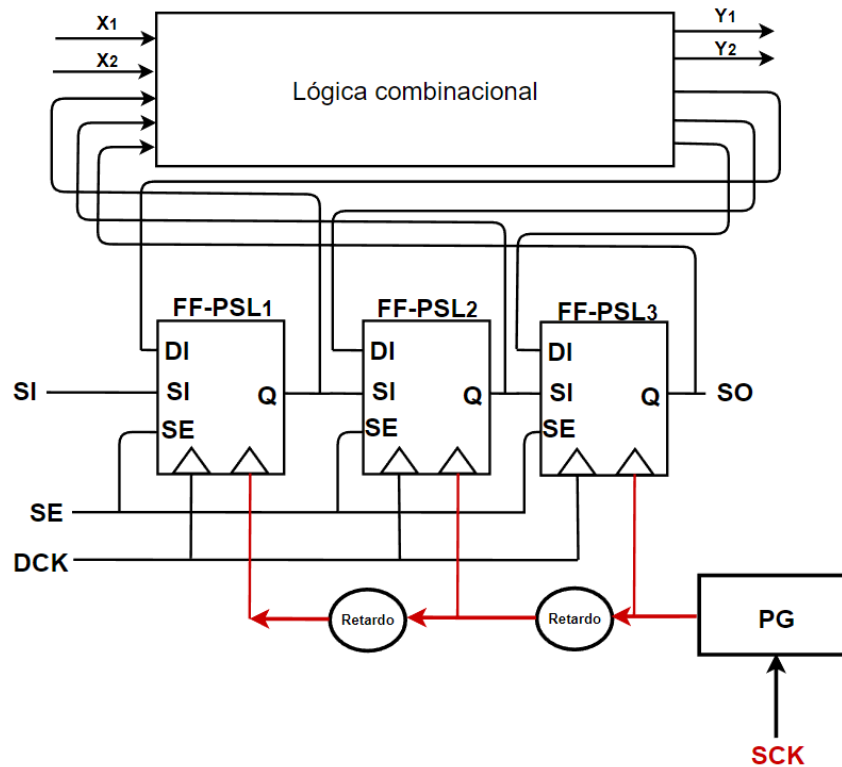 X1
Y1
X2
Y2
Lógica combinacional
FF-PSL1
FF-PSL2
FF-PSL3
DI
DI
DI
SI
SI
Q
SI
Q
SI
Q
SO
SE
SE
SE
SE
DCK
Retardo
Retardo
PG
SCK